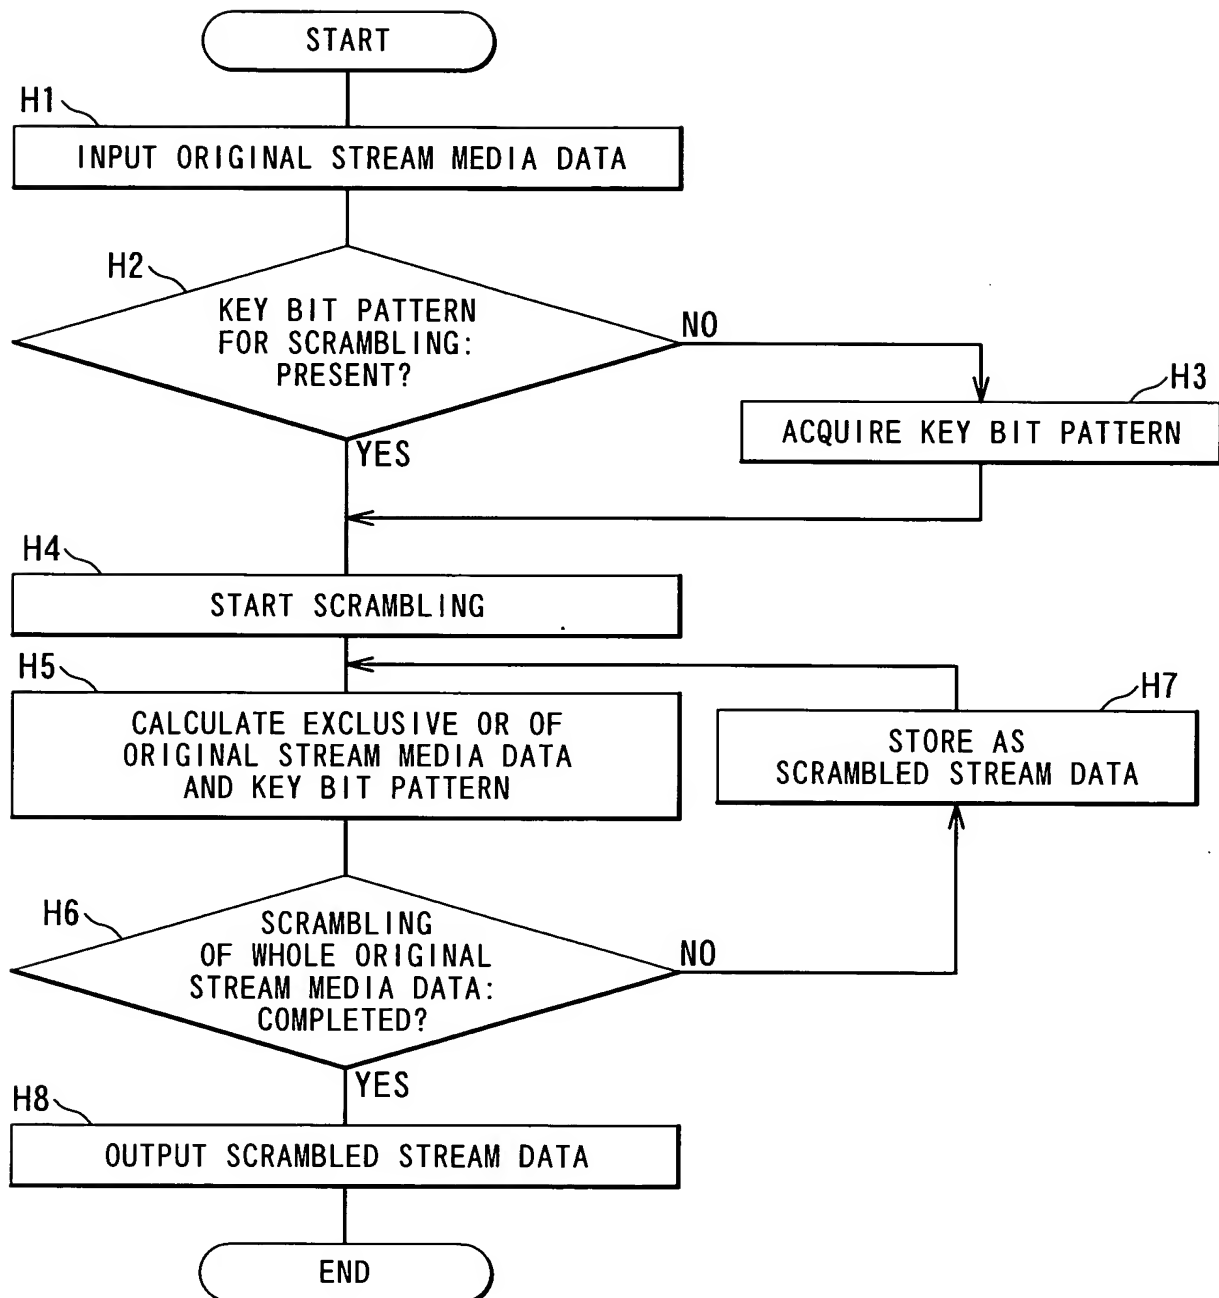 START
H1
INPUT ORIGINAL STREAM MEDIA DATA
H2
KEY BIT PATTERN
FOR SCRAMBLING:
PRESENT?
NO
H3
ACQUIRE KEY BIT PATTERN
YES
H4
START SCRAMBLING
H5
CALCULATE EXCLUSIVE OR OF
ORIGINAL STREAM MEDIA DATA
AND KEY BIT PATTERN
H7
STORE AS
SCRAMBLED STREAM DATA
H6
SCRAMBLING
OF WHOLE ORIGINAL
STREAM MEDIA DATA:
COMPLETED?
NO
YES
H8
OUTPUT SCRAMBLED STREAM DATA
END